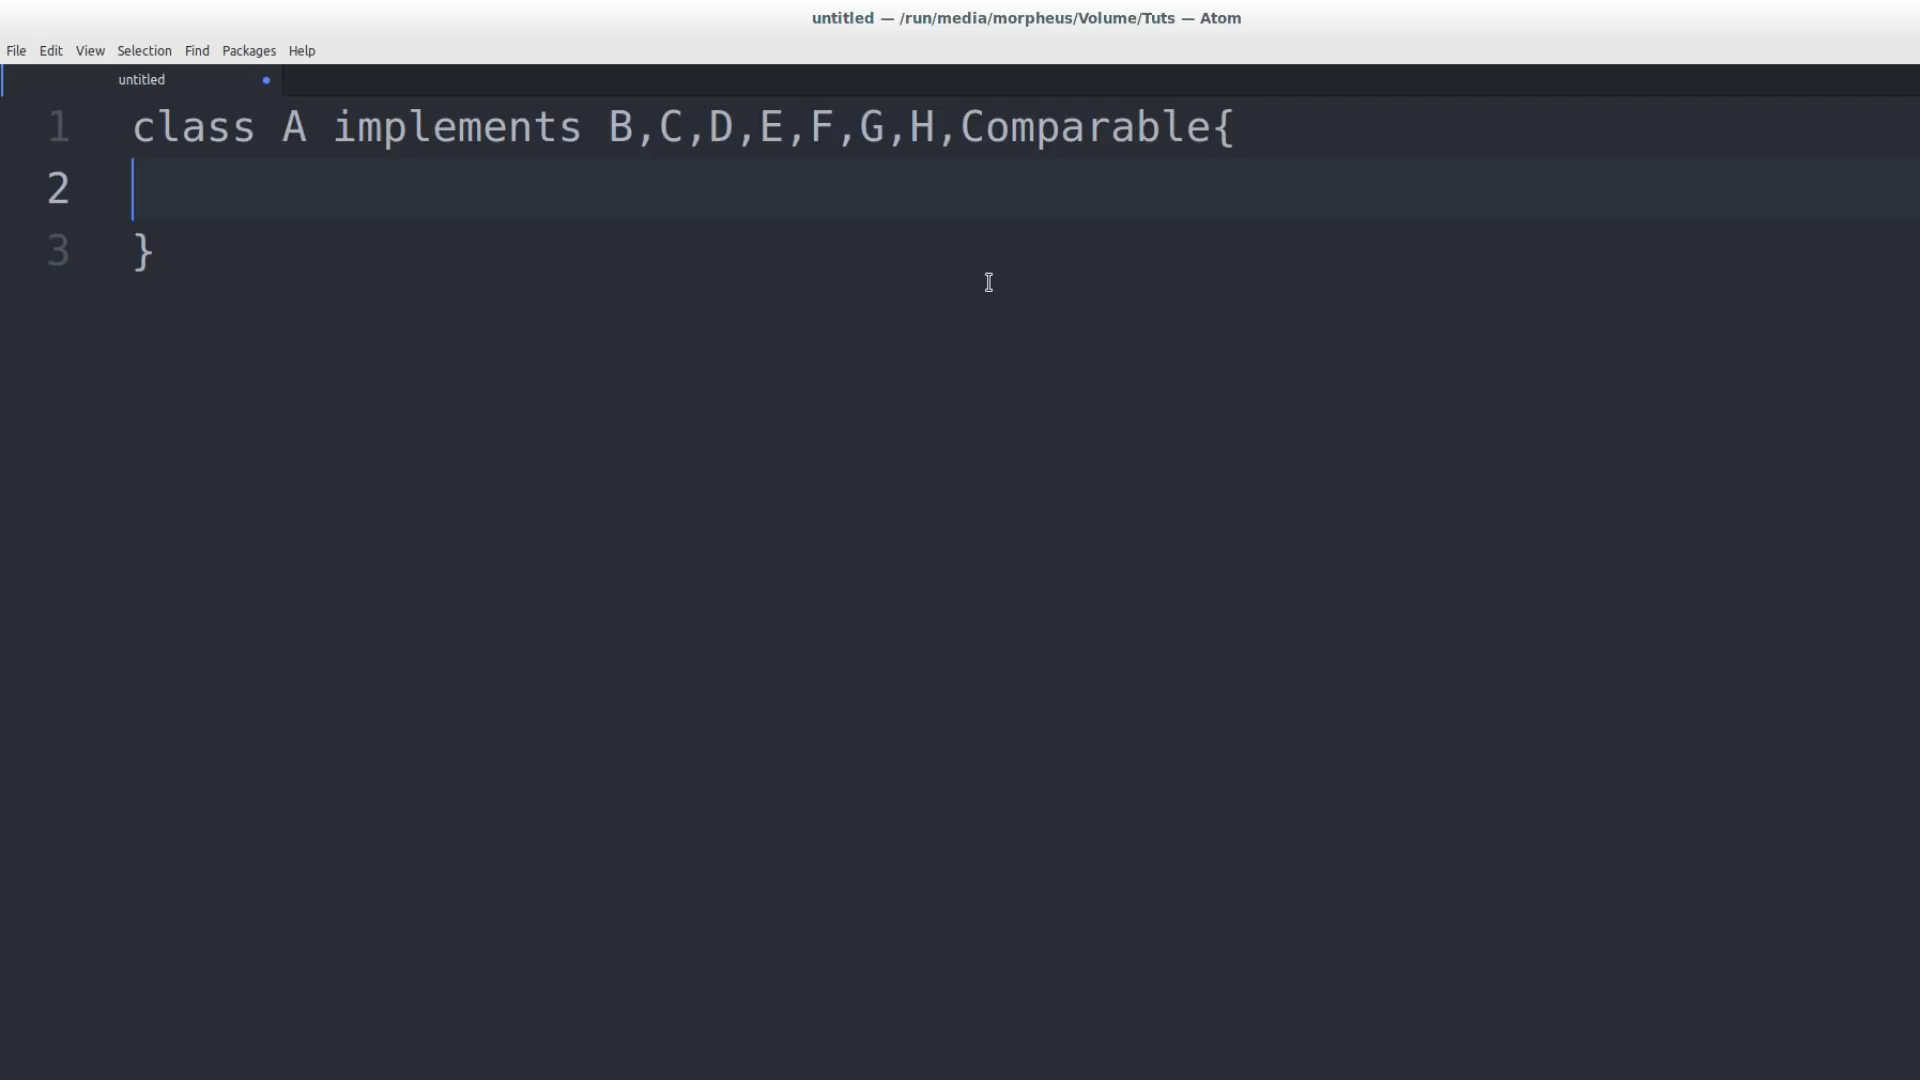 untitled — /run/media/morpheus/Volume/Tuts — Atom
File Edit View Selection Find Packages Help
untitled
1 class A implements B,C,D,E,F,G,H,Comparable{
2
3 }